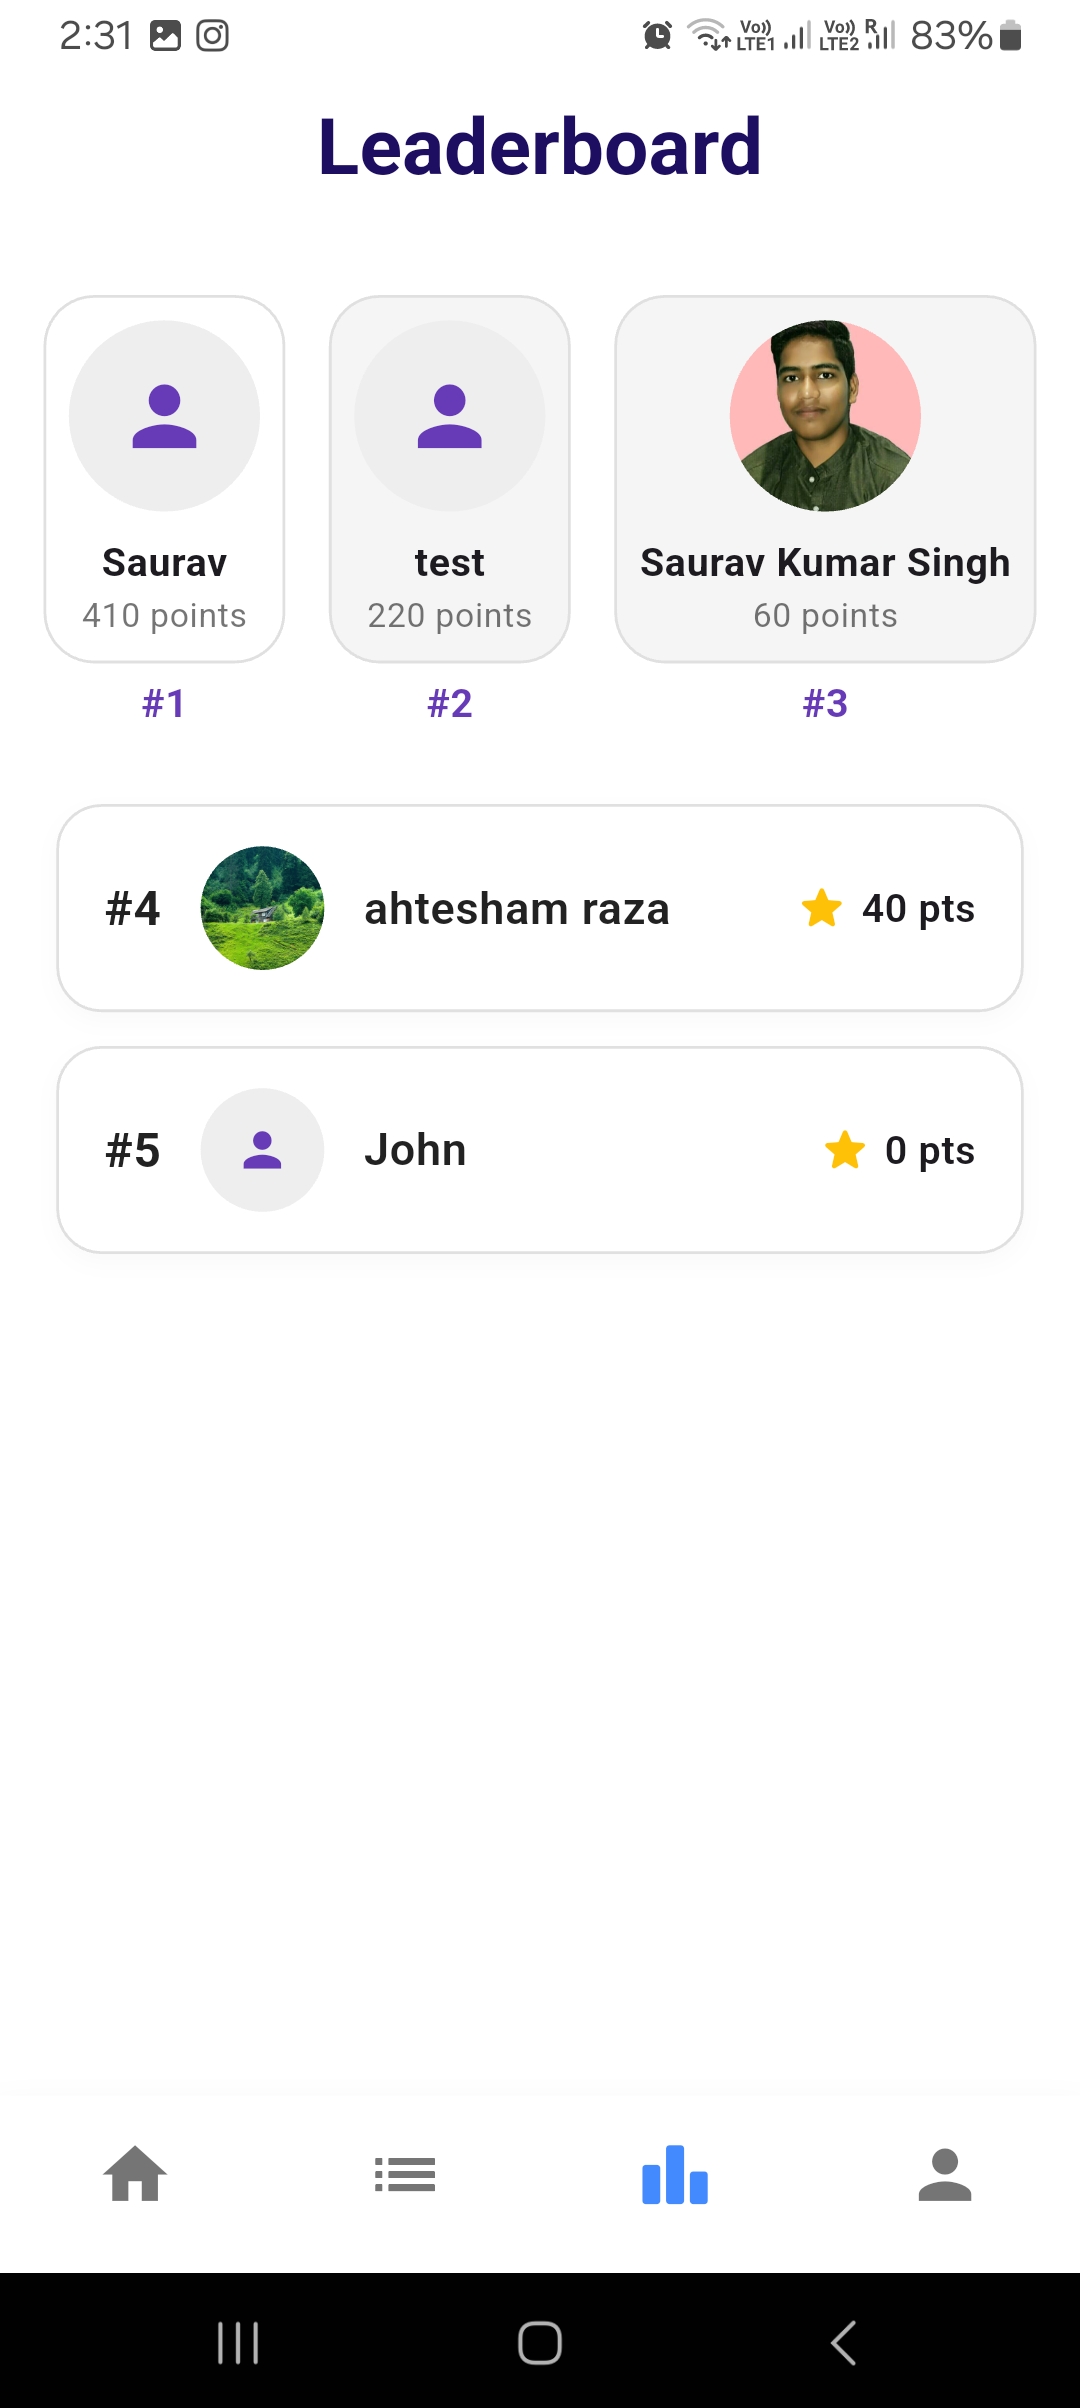 2:31 Vo)) LTE1 Vo)) LTE2 R 83%
Leaderboard
Saurav
410 points
#1
test
220 points
#2
Saurav Kumar Singh
60 points
#3
#4 ahtesham raza 40 pts
#5 John 0 pts